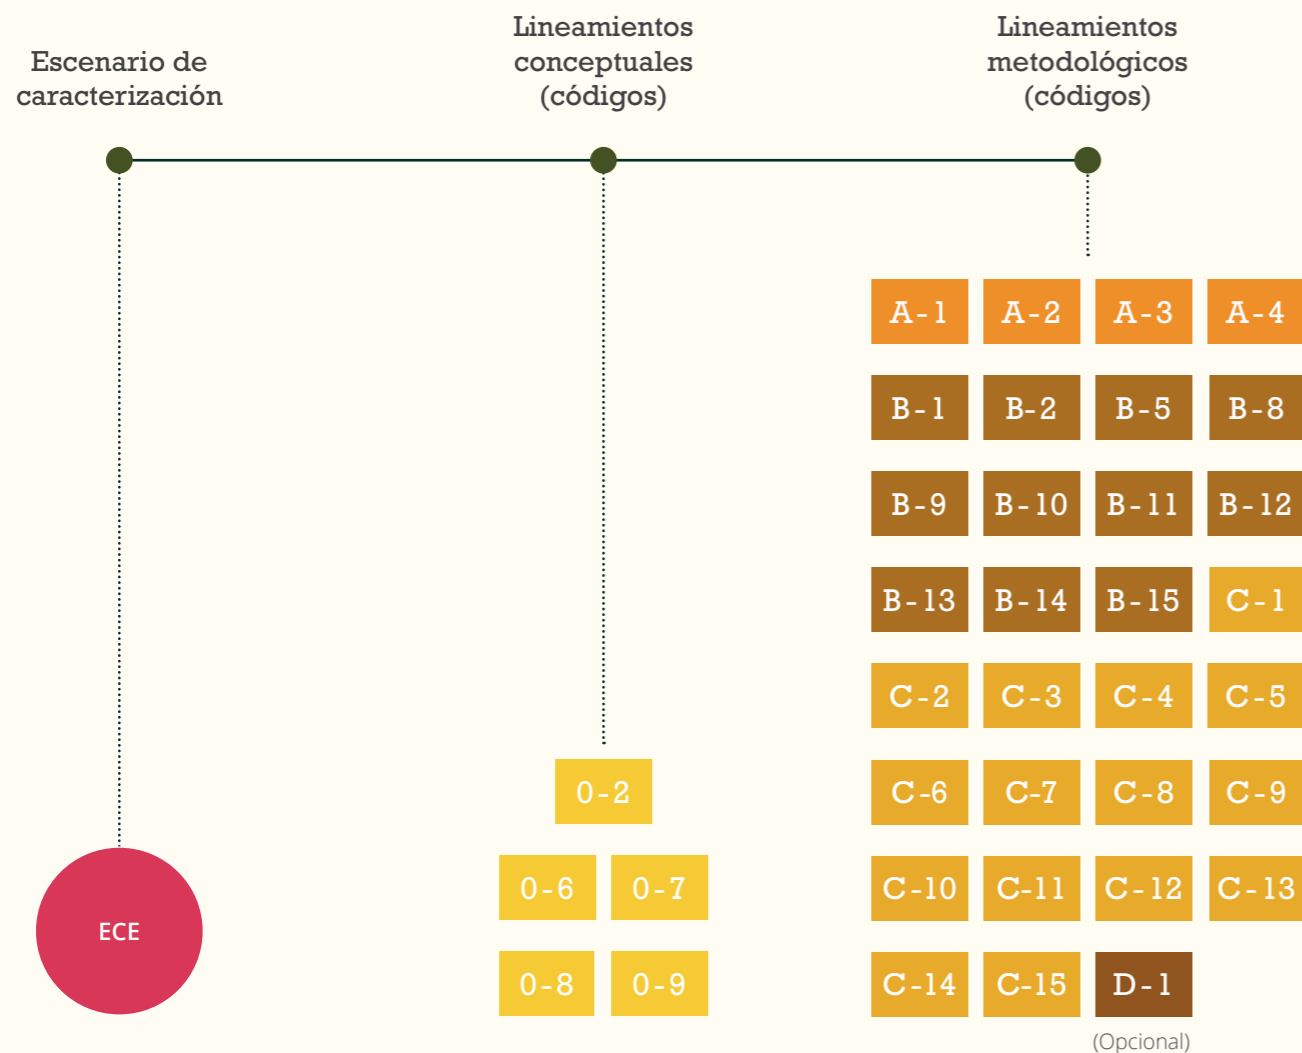 Escenario de
caracterización
Lineamientos
conceptuales
(códigos)
Lineamientos
metodológicos
(códigos)
A-1 A-2 A-3 A-4
B-1 B-2 B-5 B-8
B-9 B-10 B-11 B-12
B-13 B-14 B-15 C-1
C-2 C-3 C-4 C-5
0-2
C-6 C-7 C-8 C-9
0-6 0-7
C-10 C-11 C-12 C-13
ECE
0-8 0-9
C-14 C-15 D-1
(Opcional)